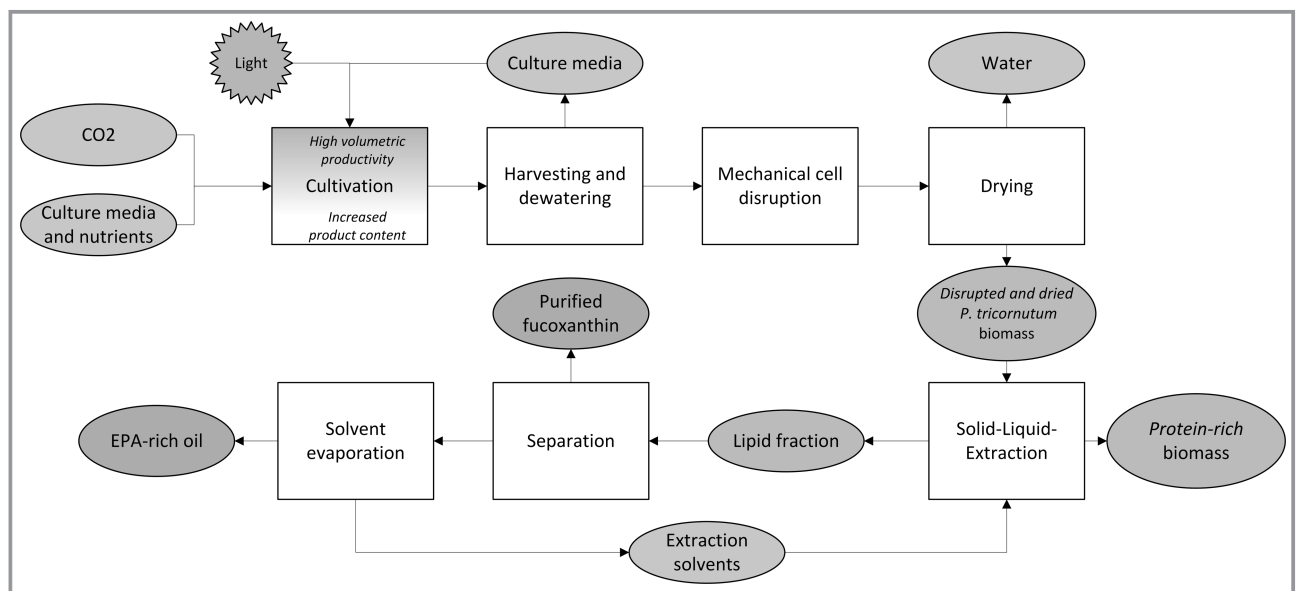 Light
Culture media
Water
CO2
High volumetric
productivity
Cultivation
Increased
product content
Harvesting and
dewatering
Mechanical cell
disruption
Drying
Culture media
and nutrients
Purified
fucoxanthin
Disrupted and dried
P. tricornutum
biomass
EPA-rich oil
Solvent
evaporation
Separation
Lipid fraction
Solid-Liquid-
Extraction
Protein-rich
biomass
Extraction
solvents